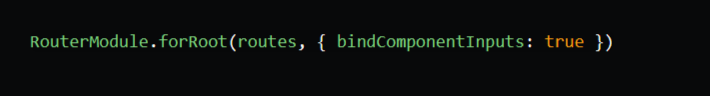 RouterModule.forRoot(routes, { bindComponentInputs: true })